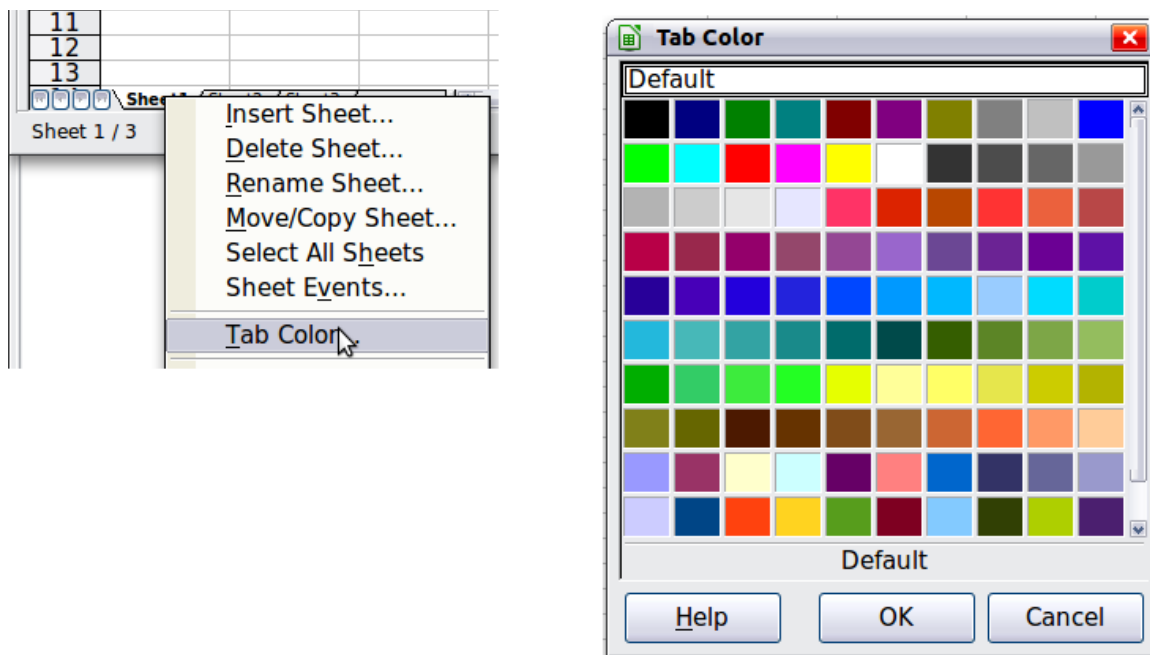 11
12
13
Sheet1
Sheet 1 / 3
Insert Sheet...
Delete Sheet...
Rename Sheet...
Move/Copy Sheet...
Select All Sheets
Sheet Events...
Tab Color...
Tab Color
Default
Default
Help
OK
Cancel